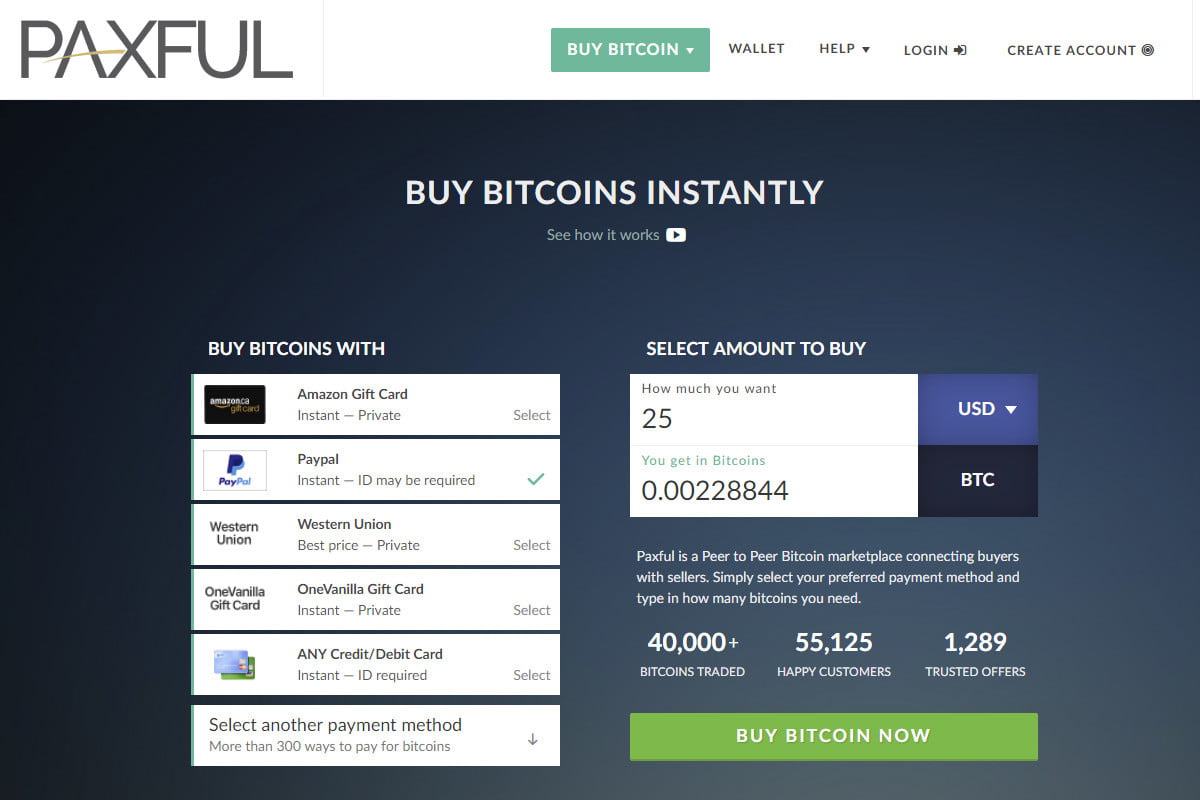 PAXFUL
BUY BITCOIN
WALLET
HELP
LOGIN
CREATE ACCOUNT
BUY BITCOINS INSTANTLY
See how it works
BUY BITCOINS WITH
amazon.ca
gift card
Amazon Gift Card
Instant — Private
Select
PayPal
Paypal
Instant — ID may be required
Western
Union
Western Union
Best price — Private
Select
OneVanilla
Gift Card
OneVanilla Gift Card
Instant — Private
Select
ANY Credit/Debit Card
Instant — ID required
Select
Select another payment method
More than 300 ways to pay for bitcoins
SELECT AMOUNT TO BUY
How much you want
25
USD
You get in Bitcoins
0.00228844
BTC
Paxful is a Peer to Peer Bitcoin marketplace connecting buyers
with sellers. Simply select your preferred payment method and
type in how many bitcoins you need.
40,000+
BITCOINS TRADED
55,125
HAPPY CUSTOMERS
1,289
TRUSTED OFFERS
BUY BITCOIN NOW